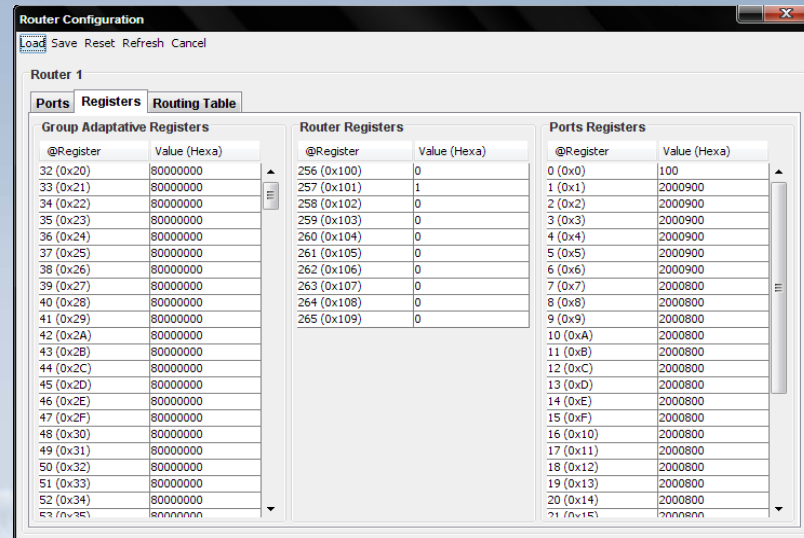 Router Configuration
Load Save Reset Refresh Cancel
Router 1
Ports Registers Routing Table
Group Adaptative Registers Router Registers Ports Registers
@Register Value (Hexa) @Register Value (Hexa) @Register Value (Hexa)
32 (0x20) 80000000 256 (0x100) 0 0 (0x0) 100
33 (0x21) 80000000 257 (0x101) 1 1 (0x1) 2000900
34 (0x22) 80000000 258 (0x102) 0 2 (0x2) 2000900
35 (0x23) 80000000 259 (0x103) 0 3 (0x3) 2000900
36 (0x24) 80000000 260 (0x104) 0 4 (0x4) 2000900
37 (0x25) 80000000 261 (0x105) 0 5 (0x5) 2000900
38 (0x26) 80000000 262 (0x106) 0 6 (0x6) 2000900
39 (0x27) 80000000 263 (0x107) 0 7 (0x7) 2000800
40 (0x28) 80000000 264 (0x108) 0 8 (0x8) 2000800
41 (0x29) 80000000 265 (0x109) 0 9 (0x9) 2000800
42 (0x2A) 80000000 10 (0xA) 2000800
43 (0x2B) 80000000 11 (0xB) 2000800
44 (0x2C) 80000000 12 (0xC) 2000800
45 (0x2D) 80000000 13 (0xD) 2000800
46 (0x2E) 80000000 14 (0xE) 2000800
47 (0x2F) 80000000 15 (0xF) 2000800
48 (0x30) 80000000 16 (0x10) 2000800
49 (0x31) 80000000 17 (0x11) 2000800
50 (0x32) 80000000 18 (0x12) 2000800
51 (0x33) 80000000 19 (0x13) 2000800
52 (0x34) 80000000 20 (0x14) 2000800
53 (0x35) 80000000 21 (0x15) 2000800